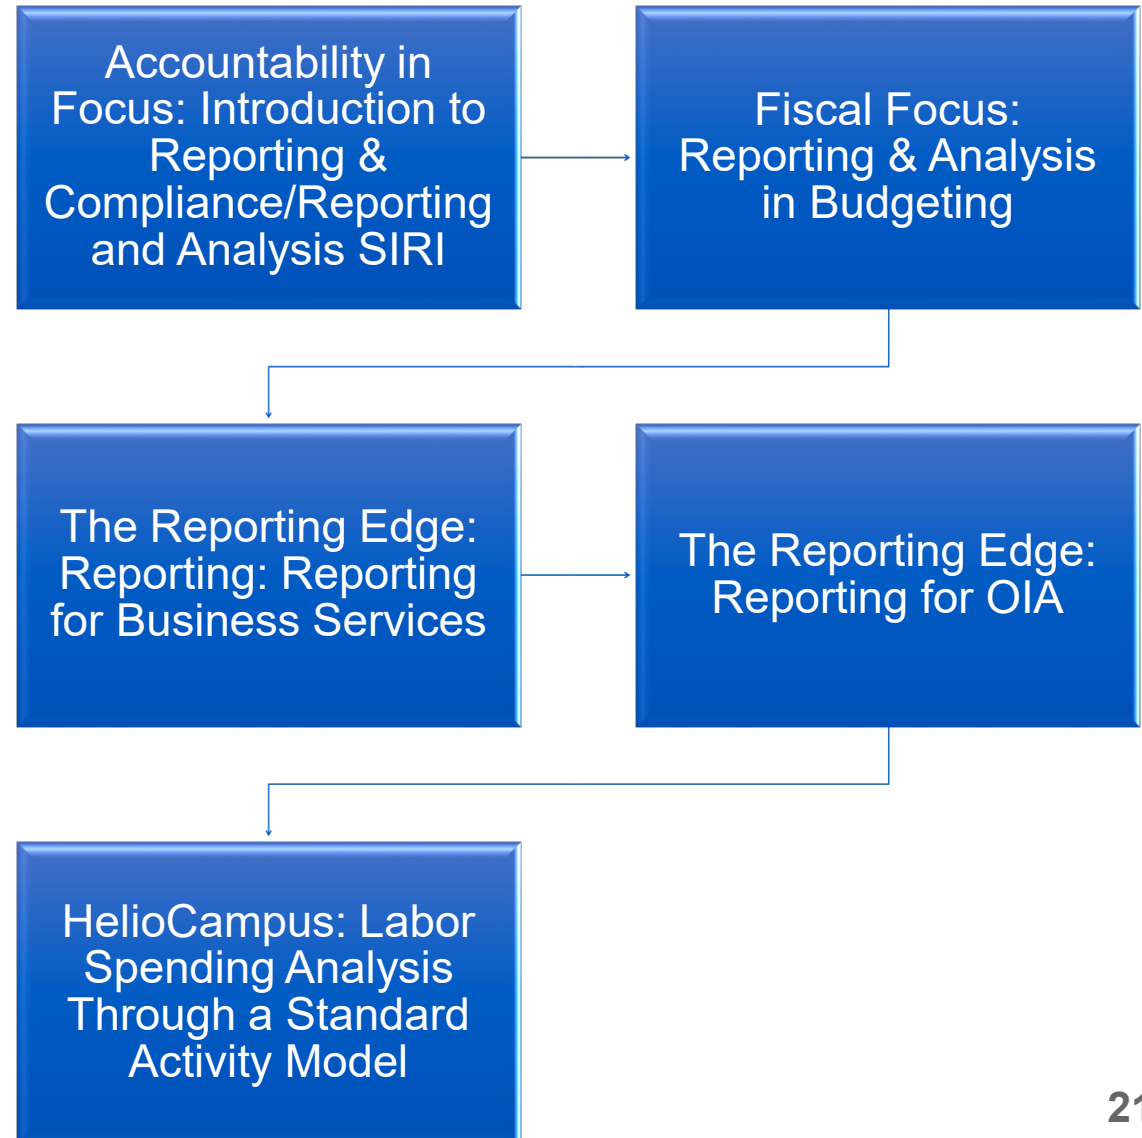 Accountability in
Focus: Introduction to
Reporting &
Compliance/Reporting
and Analysis SIRI
Fiscal Focus:
Reporting & Analysis
in Budgeting
The Reporting Edge:
Reporting: Reporting
for Business Services
The Reporting Edge:
Reporting for OIA
HelioCampus: Labor
Spending Analysis
Through a Standard
Activity Model
21